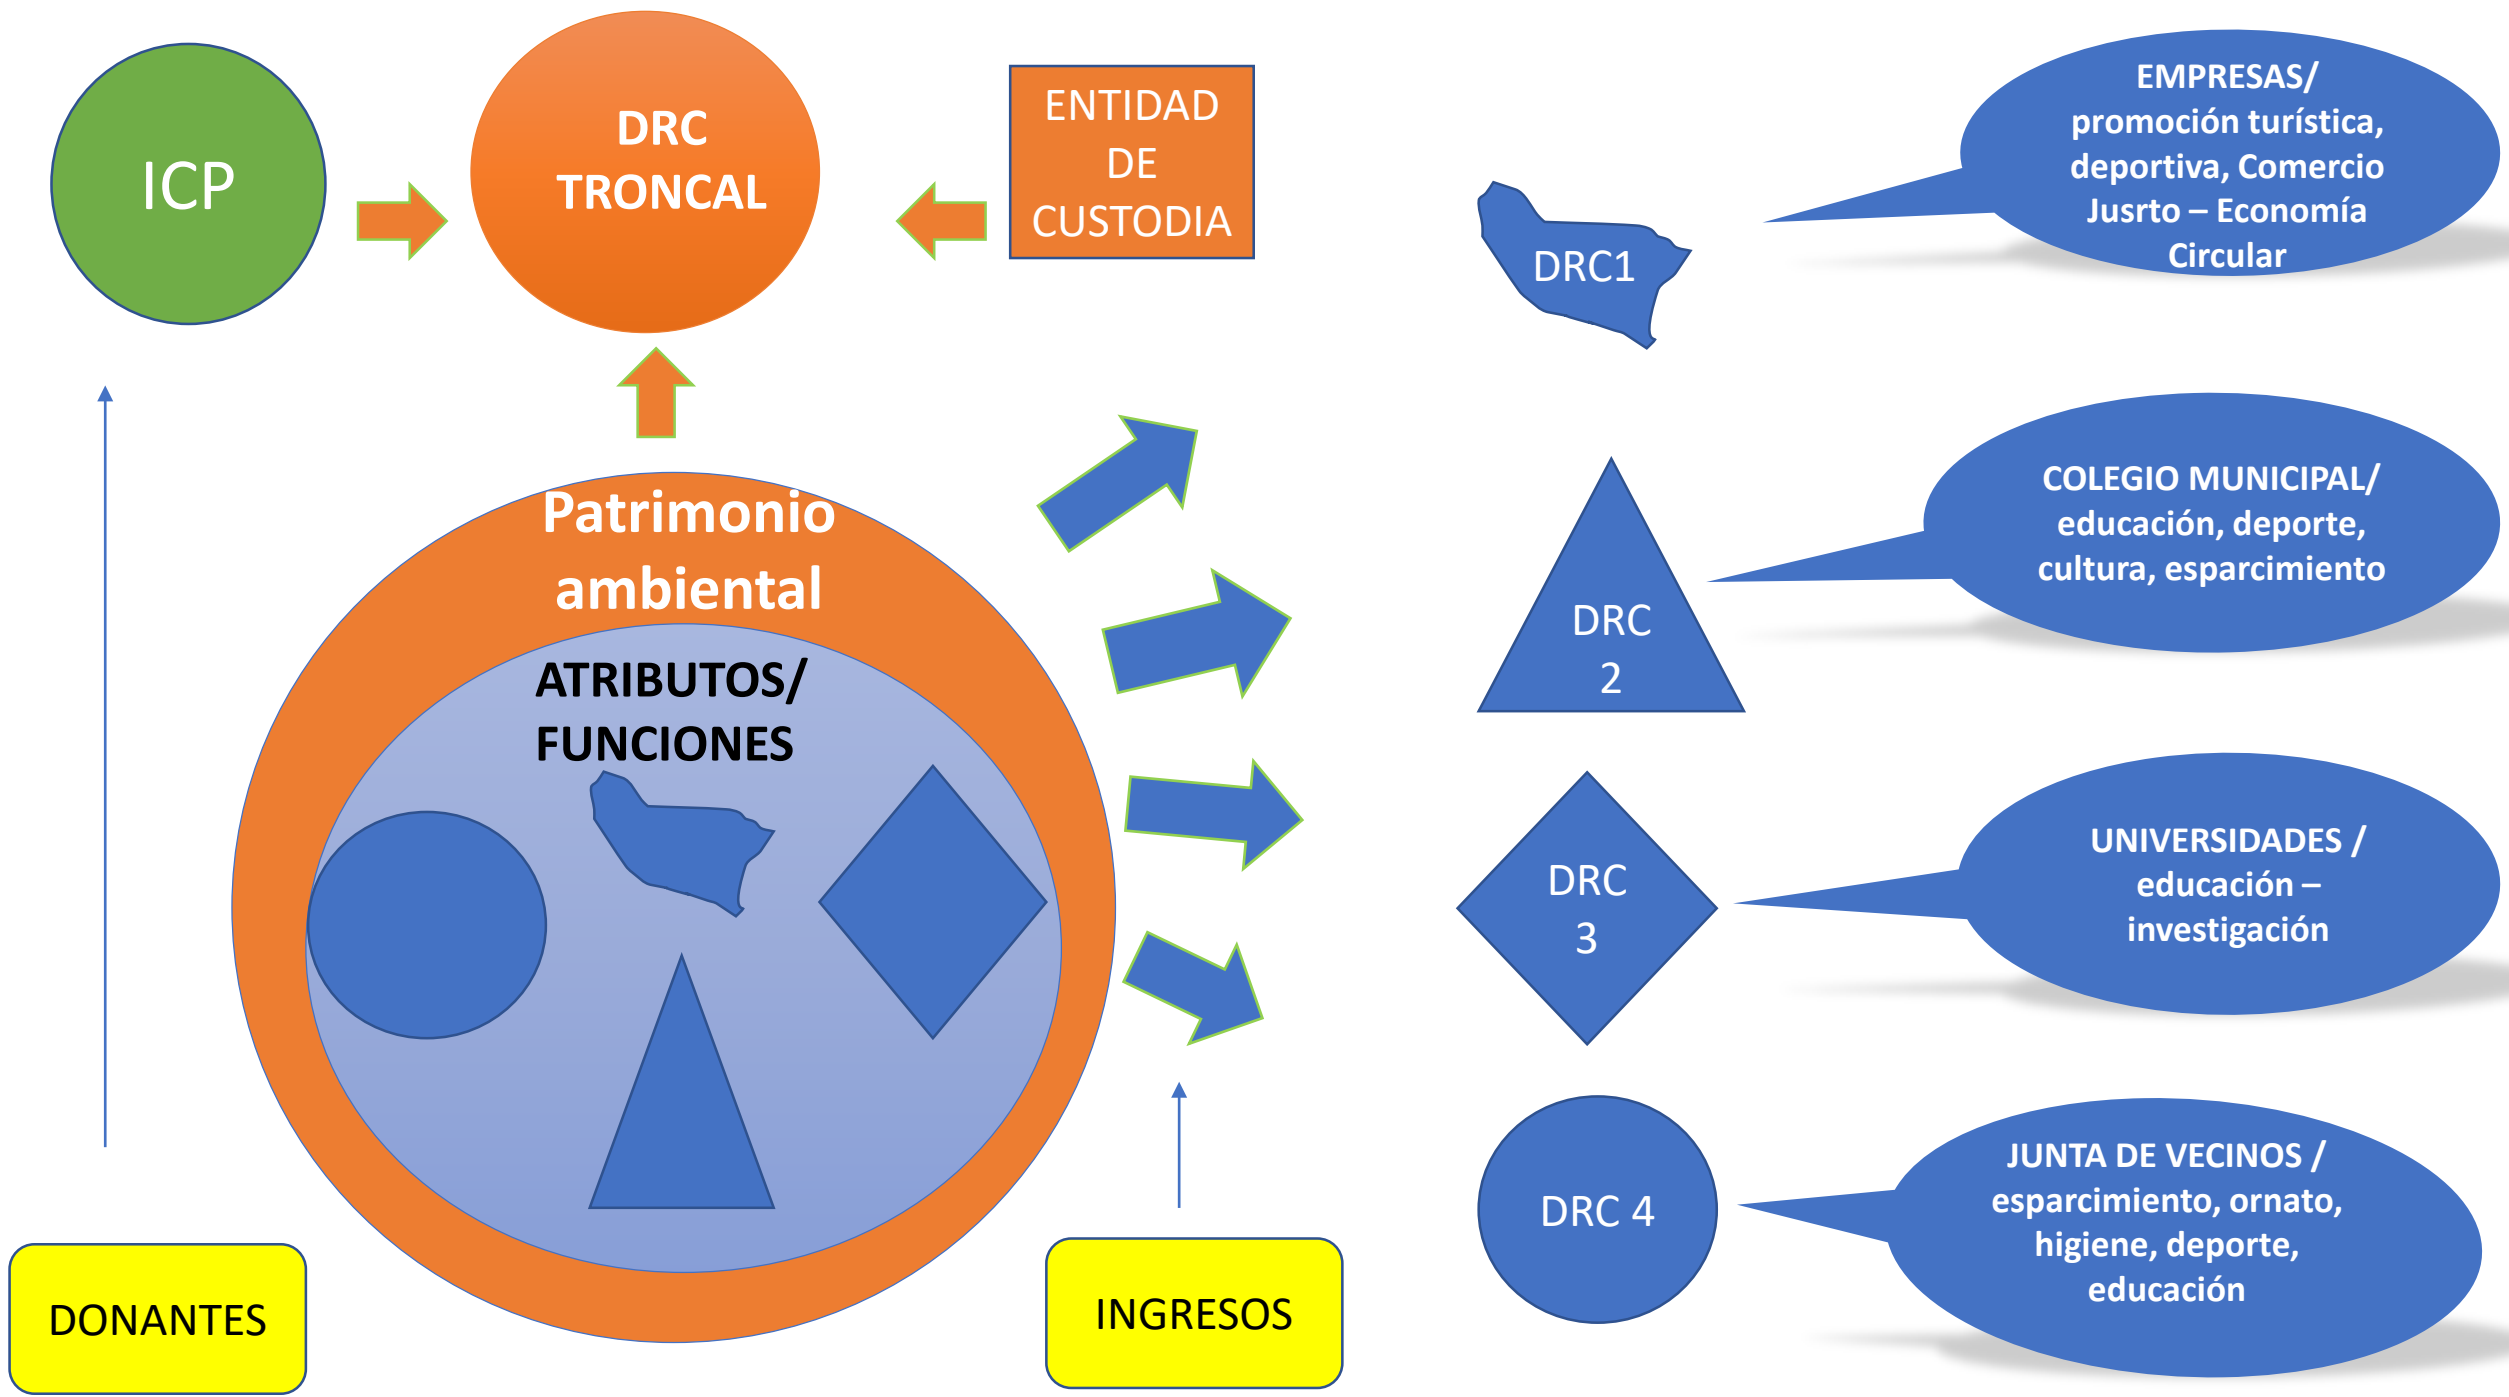 ICP
DRC
TRONCAL
ENTIDAD
DE
CUSTODIA
Patrimonio
ambiental
ATRIBUTOS/
FUNCIONES
DONANTES
INGRESOS
DRC1
EMPRESAS/
promoción turística,
deportiva, Comercio
Jusrto – Economía
Circular
DRC
2
COLEGIO MUNICIPAL/
educación, deporte,
cultura, esparcimiento
DRC
3
UNIVERSIDADES /
educación –
investigación
DRC 4
JUNTA DE VECINOS /
esparcimiento, ornato,
higiene, deporte,
educación